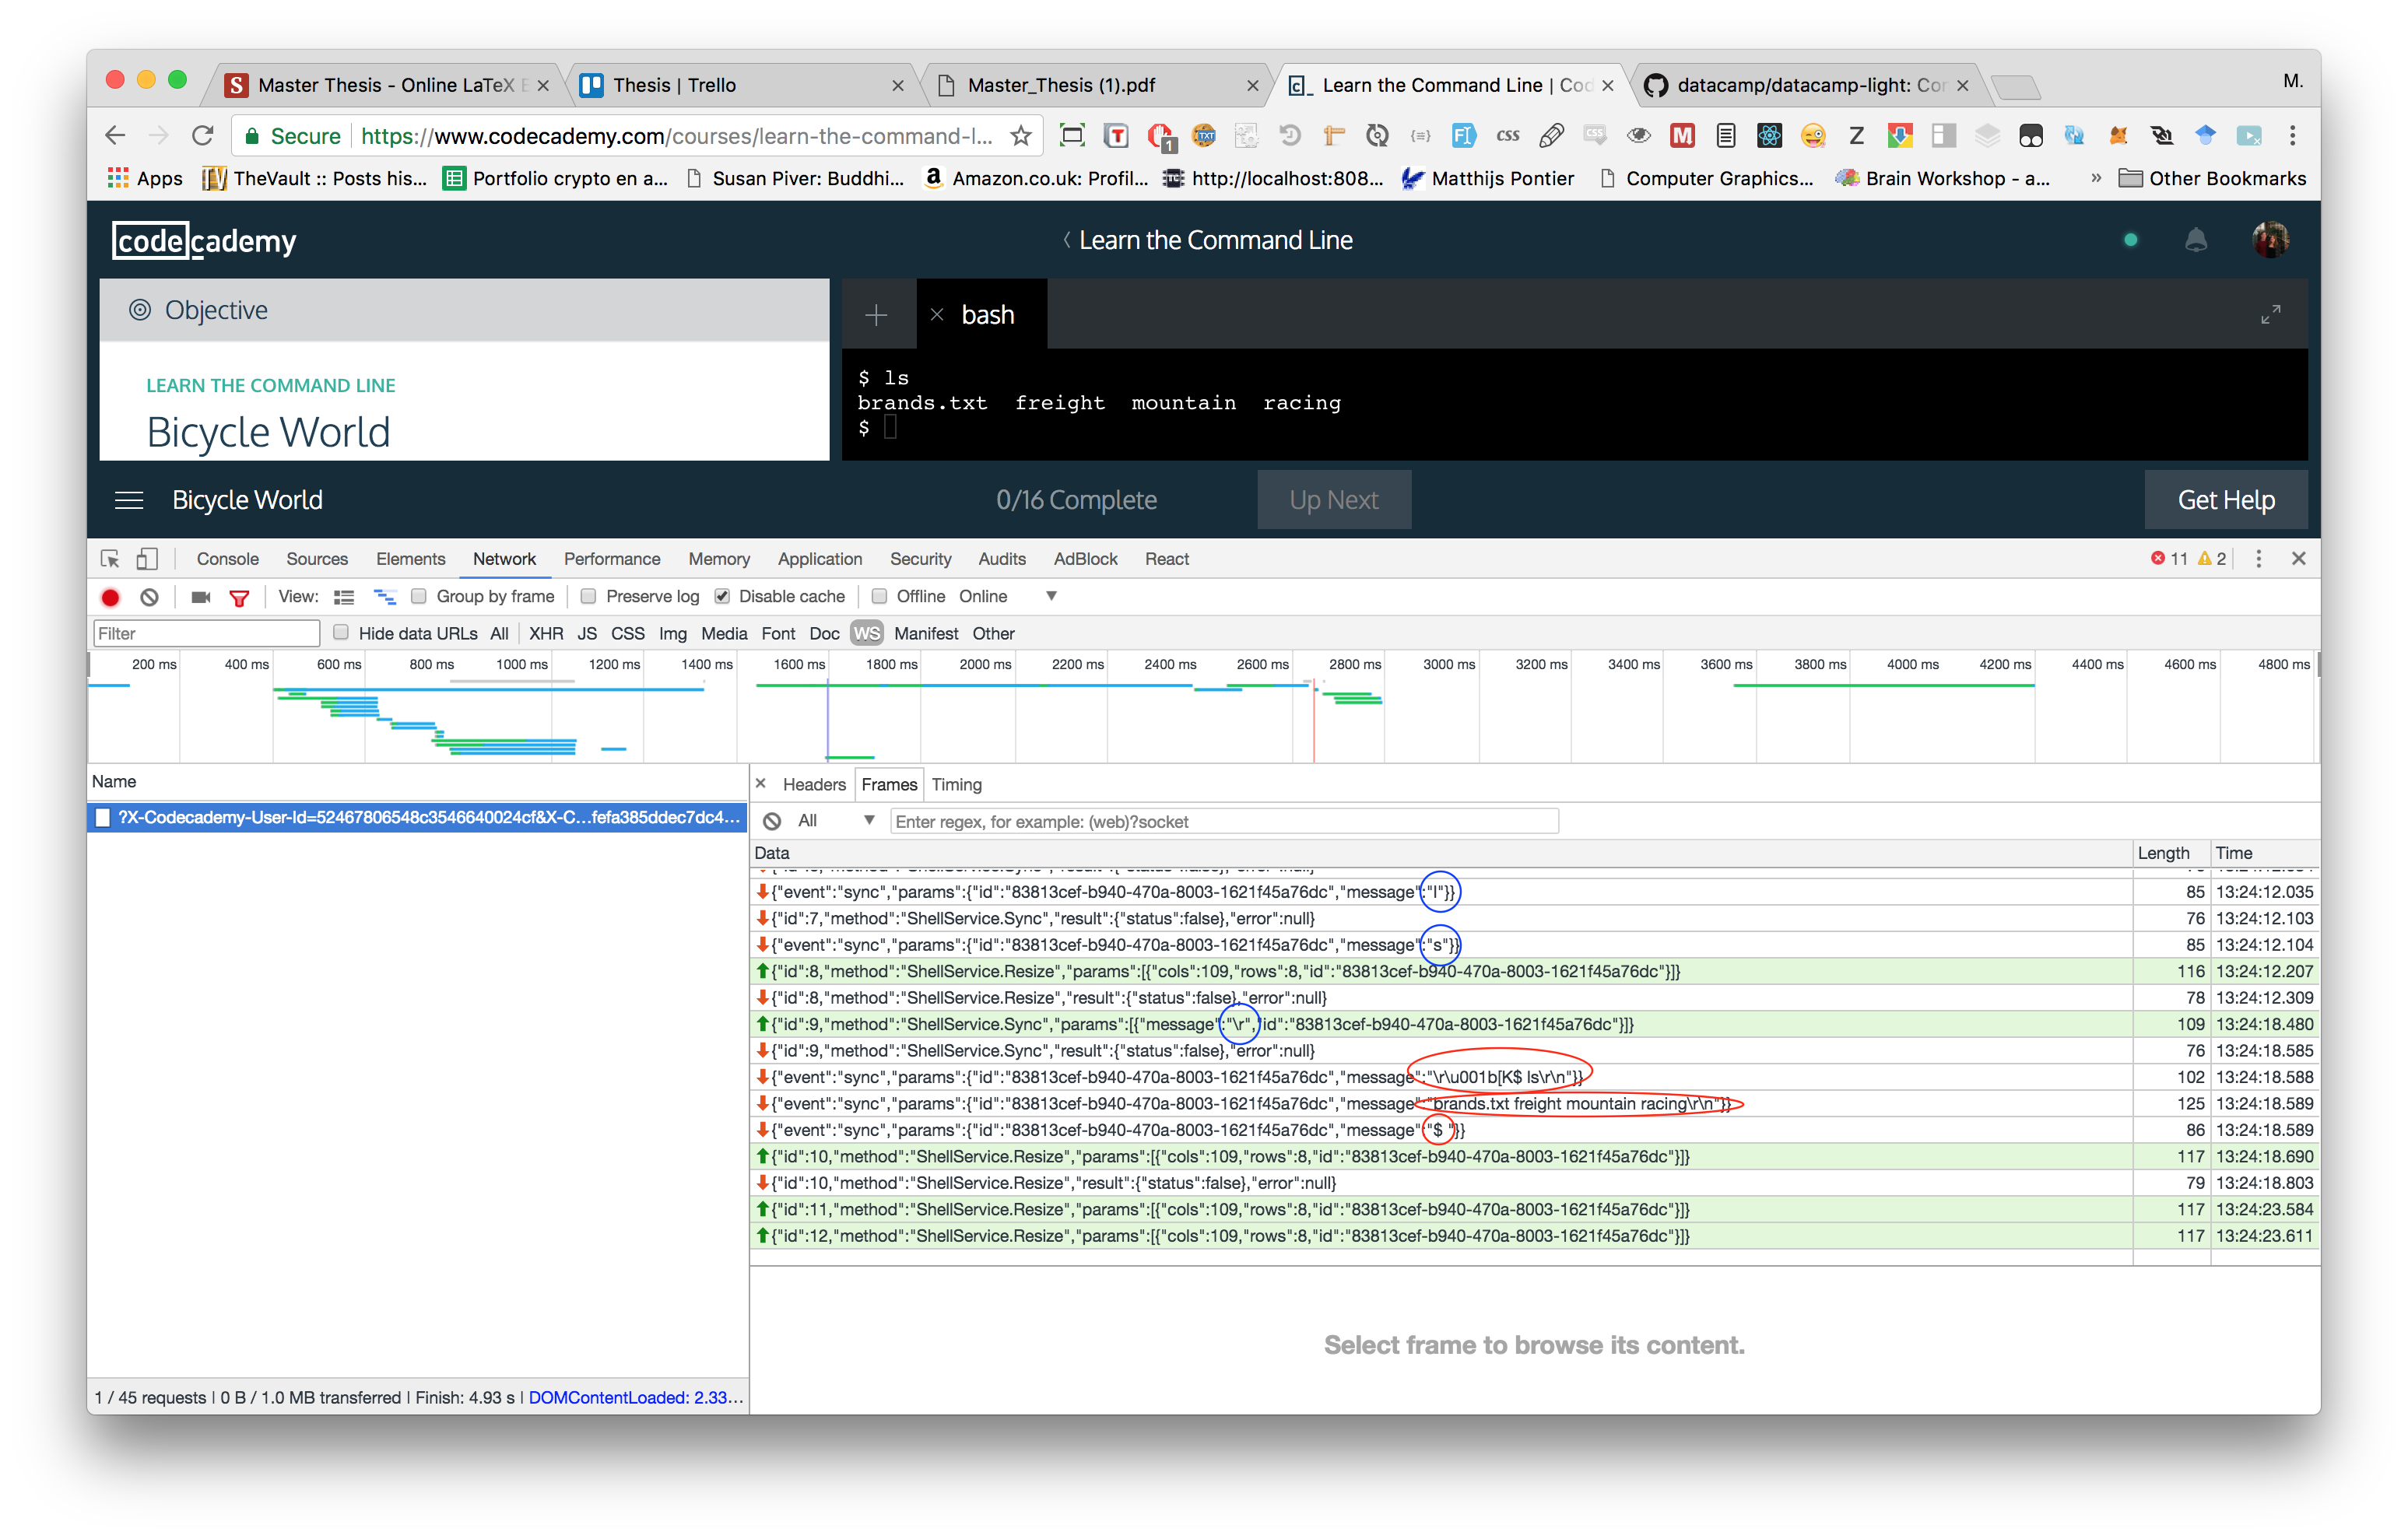 Master Thesis - Online LaTeX E
Thesis | Trello
Master_Thesis (1).pdf
Learn the Command Line | Cod
datacamp/datacamp-light: Cor
M.
Secure | https://www.codecademy.com/courses/learn-the-command-l...
Apps
TheVault :: Posts his...
Portfolio crypto en a...
Susan Piver: Buddhi...
Amazon.co.uk: Profil...
http://localhost:808...
Matthijs Pontier
Computer Graphics...
Brain Workshop - a...
» Other Bookmarks
codecademy
Learn the Command Line
Objective
LEARN THE COMMAND LINE
Bicycle World
bash
$ ls
brands.txt freight mountain racing
$
Bicycle World
0/16 Complete
Up Next
Get Help
Console Sources Elements Network Performance Memory Application Security Audits AdBlock React
11 2
View: Group by frame Preserve log Disable cache Offline Online
Filter Hide data URLs All XHR JS CSS Img Media Font Doc WS Manifest Other
200 ms 400 ms 600 ms 800 ms 1000 ms 1200 ms 1400 ms 1600 ms 1800 ms 2000 ms 2200 ms 2400 ms 2600 ms 2800 ms 3000 ms 3200 ms 3400 ms 3600 ms 3800 ms 4000 ms 4200 ms 4400 ms 4600 ms 4800 ms
Name
?X-Codecademy-User-Id=52467806548c3546640024cf&X-C...fefa385ddec7dc4...
Headers Frames Timing
All Enter regex, for example: (web)?socket
Data Length Time
{"event":"sync","params":{"id":"83813cef-b940-470a-8003-1621f45a76dc","message":"l"}} 85 13:24:12.035
{"id":7,"method":"ShellService.Sync","result":{"status":false},"error":null} 76 13:24:12.103
{"event":"sync","params":{"id":"83813cef-b940-470a-8003-1621f45a76dc","message":"s"}} 85 13:24:12.104
{"id":8,"method":"ShellService.Resize","params":[{"cols":109,"rows":8,"id":"83813cef-b940-470a-8003-1621f45a76dc"}]} 116 13:24:12.207
{"id":8,"method":"ShellService.Resize","result":{"status":false},"error":null} 78 13:24:12.309
{"id":9,"method":"ShellService.Sync","params":[{"message":"\r","id":"83813cef-b940-470a-8003-1621f45a76dc"}]} 109 13:24:18.480
{"id":9,"method":"ShellService.Sync","result":{"status":false},"error":null} 76 13:24:18.585
{"event":"sync","params":{"id":"83813cef-b940-470a-8003-1621f45a76dc","message":"\r\u001b[K$ ls\r\n"}} 102 13:24:18.588
{"event":"sync","params":{"id":"83813cef-b940-470a-8003-1621f45a76dc","message":"brands.txt freight mountain racing\r\n"}} 125 13:24:18.589
{"event":"sync","params":{"id":"83813cef-b940-470a-8003-1621f45a76dc","message":"$ "}} 86 13:24:18.589
{"id":10,"method":"ShellService.Resize","params":[{"cols":109,"rows":8,"id":"83813cef-b940-470a-8003-1621f45a76dc"}]} 117 13:24:18.690
{"id":10,"method":"ShellService.Resize","result":{"status":false},"error":null} 79 13:24:18.803
{"id":11,"method":"ShellService.Resize","params":[{"cols":109,"rows":8,"id":"83813cef-b940-470a-8003-1621f45a76dc"}]} 117 13:24:23.584
{"id":12,"method":"ShellService.Resize","params":[{"cols":109,"rows":8,"id":"83813cef-b940-470a-8003-1621f45a76dc"}]} 117 13:24:23.611
Select frame to browse its content.
1 / 45 requests | 0 B / 1.0 MB transferred | Finish: 4.93 s | DOMContentLoaded: 2.33...